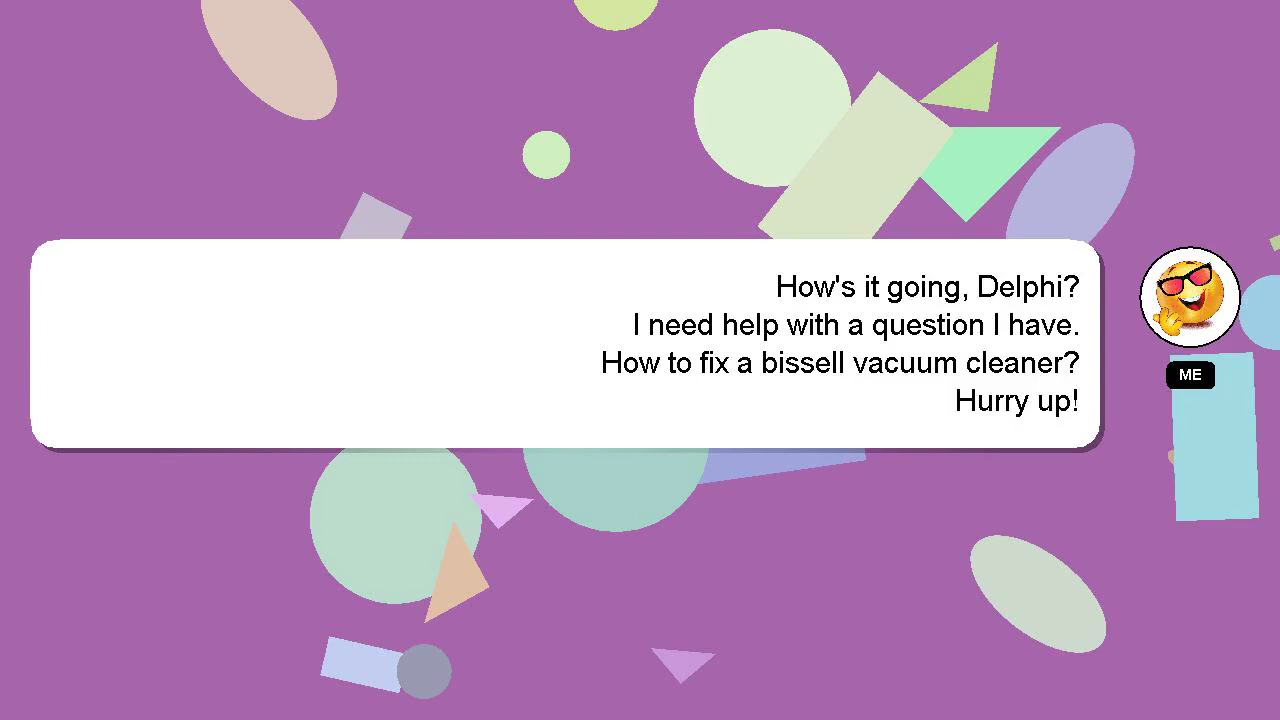 How's it going, Delphi?
I need help with a question I have.
How to fix a bissell vacuum cleaner?
Hurry up!
ME